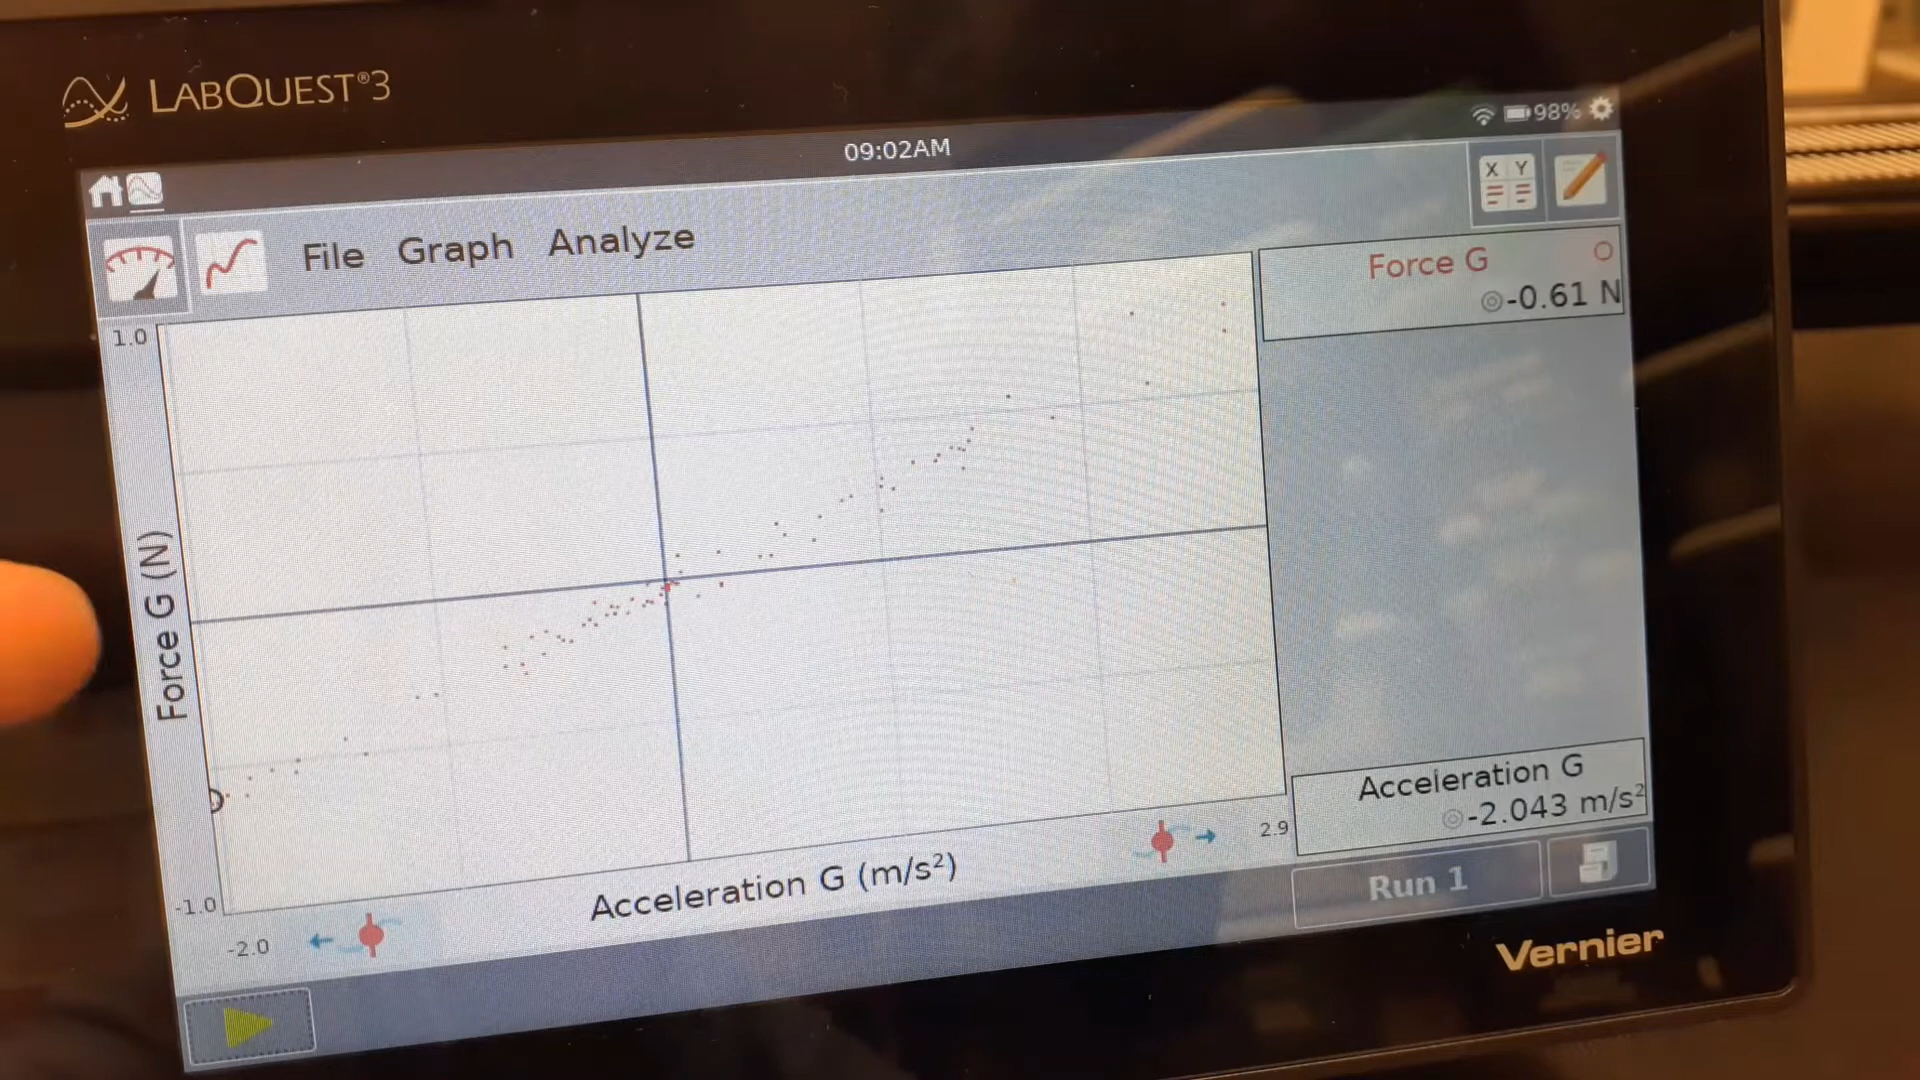 LABQUEST®3
98%
09:02AM
X Y
File Graph Analyze
Force G
-0.61 N
1.0
Force G (N)
-1.0
-2.0
Acceleration G (m/s²)
2.9
Acceleration G
-2.043 m/s²
Run 1
Vernier